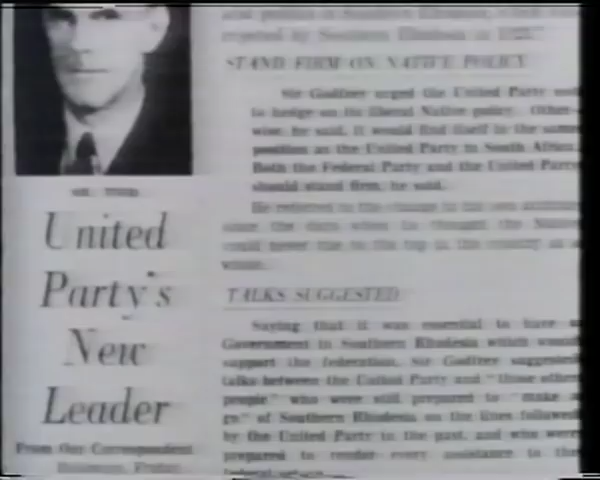 United
Party's
New
Leader
From Our Correspondent
STAND FIRM ON NATIVE POLICY
Sir Godfrey urged the United Party not
to hedge on its liberal Native policy. Other-
wise, he said, it would find itself in the same
position as the United Party in South Africa.
Both the Federal Party and the United Party
should stand firm, he said.
He referred to the change in
TALKS SUGGESTED
Saying that it was essential to have a
Government in Southern Rhodesia which would
support the federation, Sir Godfrey suggested
talks between the United Party and "those other
people" who were still prepared to "make a
go" of Southern Rhodesia on the lines followed
by the United Party in the past, and who were
prepared to render every assistance to the